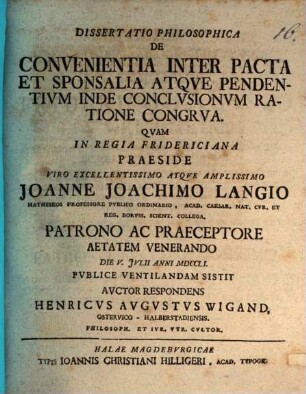 16.
DISSERTATIO PHILOSOPHICA
DE
CONVENIENTIA INTER PACTA
ET SPONSALIA ATQVE PENDEN-
TIVM INDE CONCLVSIONVM RA-
TIONE CONGRVA.
QVAM
IN REGIA FRIDERICIANA
PRAESIDE
VIRO EXCELLENTISSIMO ATQVE AMPLISSIMO
JOANNE JOACHIMO LANGIO
MATHESEOS PROFESSORE PVBLICO ORDINARIO, ACAD. CAESAR. NAT. CVR. ET
REG. BORVSS. SCIENT. COLLEGA,
PATRONO AC PRAECEPTORE
AETATEM VENERANDO
DIE V. JVLII ANNI MDCCLI.
PVBLICE VENTILANDAM SISTIT
AVCTOR RESPONDENS
HENRICVS AVGVSTVS WIGAND,
OSTERVICO - HALBERSTADIENSIS.
PHILOSOPH. ET IVR. VTR. CVLTOR.
HALAE MAGDEBVRGICAE
TYPIS IOANNIS CHRISTIANI HILLIGERI, ACAD. TYPOGR.